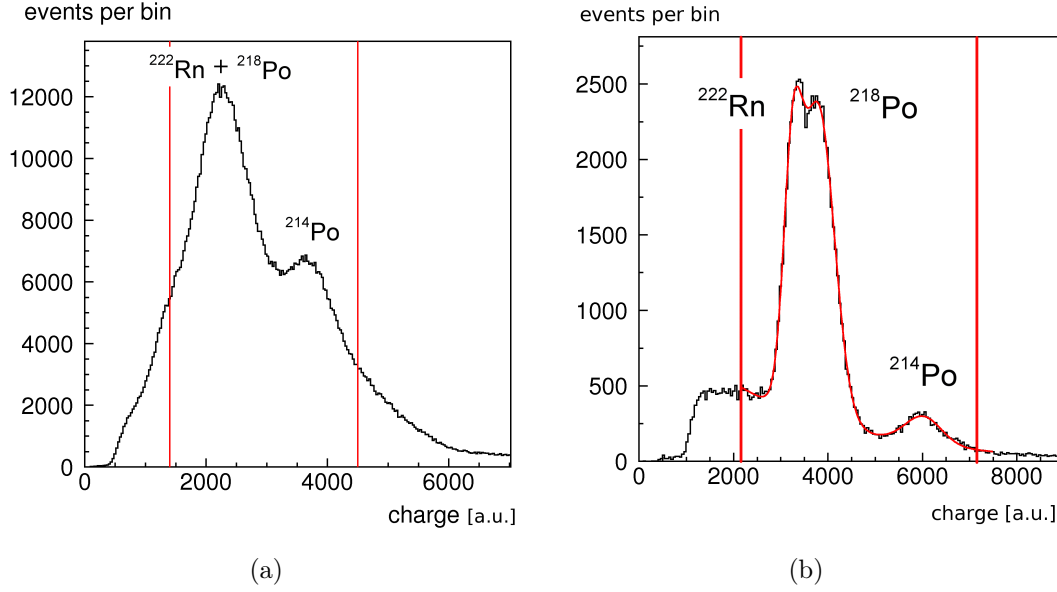 events per bin
²²²Rn + ²¹⁸Po
²¹⁴Po
12000
10000
8000
6000
4000
2000
0
0 2000 4000 6000
charge [a.u.]
(a)
events per bin
²²²Rn ²¹⁸Po
²¹⁴Po
2500
2000
1500
1000
500
0
0 2000 4000 6000 8000
charge [a.u.]
(b)